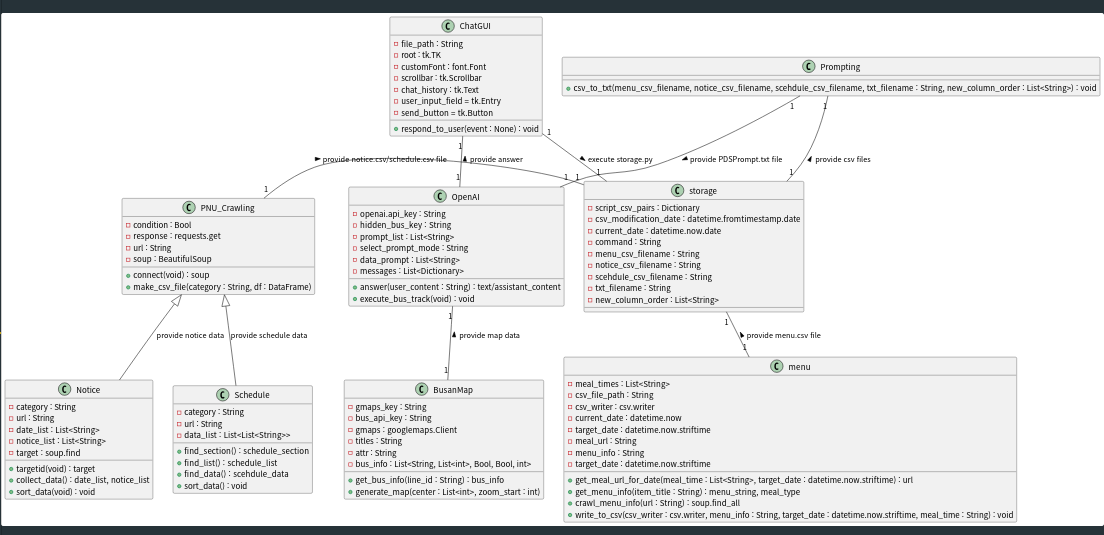 C ChatGUI
file_path : String
root : tk.TK
customFont : font.Font
scrollbar : tk.Scrollbar
chat_history : tk.Text
user_input_field = tk.Entry
send_button = tk.Button
respond_to_user(event : None) : void
C Prompting
csv_to_txt(menu_csv_filename, notice_csv_filename, scehdule_csv_filename, txt_filename : String, new_column_order : List<String>) : void
1
1
1
1
provide notice.csv/schedule.csv file
provide answer
execute storage.py
provide PDSPrompt.txt file
provide csv files
1
1
1
1
1
1
C PNU_Crawling
condition : Bool
response : requests.get
url : String
soup : BeautifulSoup
connect(void) : soup
make_csv_file(category : String, df : DataFrame)
C OpenAI
openai.api_key : String
hidden_bus_key : String
prompt_list : List<String>
select_prompt_mode : String
data_prompt : List<String>
messages : List<Dictionary>
answer(user_content : String) : text/assistant_content
execute_bus_track(void) : void
C storage
script_csv_pairs : Dictionary
csv_modification_date : datetime.fromtimestamp.date
current_date : datetime.now.date
command : String
menu_csv_filename : String
notice_csv_filename : String
scehdule_csv_filename : String
txt_filename : String
new_column_order : List<String>
provide notice data
provide schedule data
1
provide map data
1
1
provide menu.csv file
1
C Notice
category : String
url : String
date_list : List<String>
notice_list : List<String>
target : soup.find
targetid(void) : target
collect_data() : date_list, notice_list
sort_data(void) : void
C Schedule
category : String
url : String
data_list : List<List<String>>
find_section() : schedule_section
find_list() : schedule_list
find_data() : scehdule_data
sort_data() : void
C BusanMap
gmaps_key : String
bus_api_key : String
gmaps : googlemaps.Client
titles : String
attr : String
bus_info : List<String, List<int>, Bool, Bool, int>
get_bus_info(line_id : String) : bus_info
generate_map(center : List<int>, zoom_start : int)
C menu
meal_times : List<String>
csv_file_path : String
csv_writer : csv.writer
current_date : datetime.now
target_date : datetime.now.striftime
meal_url : String
menu_info : String
target_date : datetime.now.striftime
get_meal_url_for_date(meal_time : List<String>, target_date : datetime.now.striftime) : url
get_menu_info(item_title : String) : menu_string, meal_type
crawl_menu_info(url : String) : soup.find_all
write_to_csv(csv_writer : csv.writer, menu_info : String, target_date : datetime.now.striftime, meal_time : String) : void